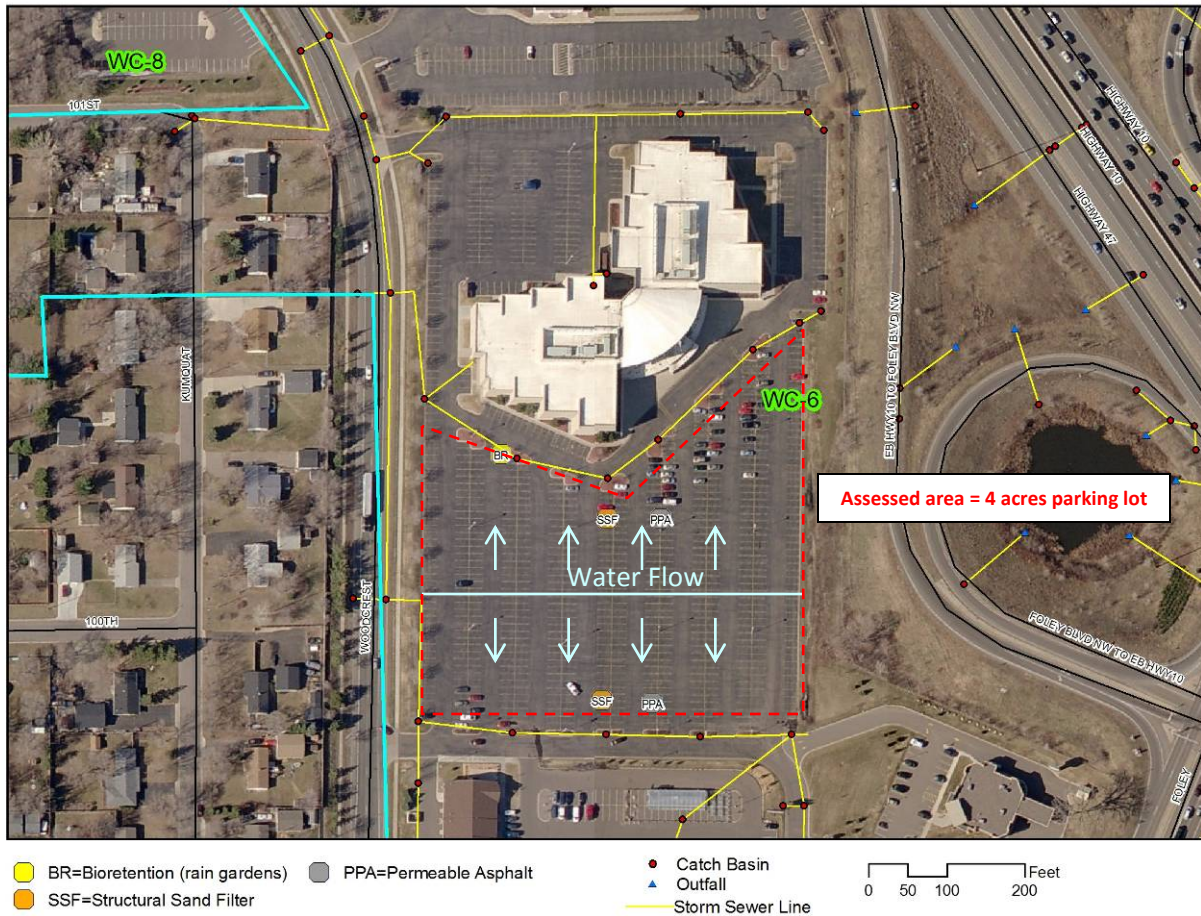 WC-8
101ST
HIGHWAY 10
HIGHWAY 10
HIGHWAY 47
KUMQUAT
WC-6
EB HWY10 TO FOLEY BLVD NW
BR
Assessed area = 4 acres parking lot
SSF
PPA
Water Flow
WOODCREST
100TH
FOLEY BLVD NW TO EB HWY10
SSF
PPA
FOLEY
BR=Bioretention (rain gardens)
PPA=Permeable Asphalt
SSF=Structural Sand Filter
Catch Basin
Outfall
Storm Sewer Line
Feet
0 50 100 200